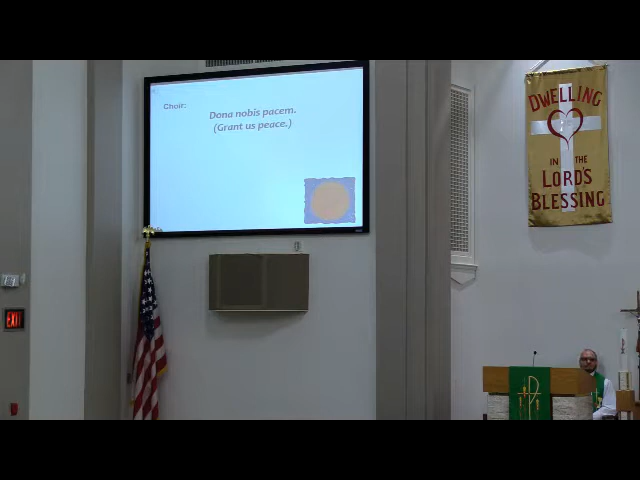 Choir:
Dona nobis pacem.
(Grant us peace.)
DWELLING
IN THE
LORD'S
BLESSING
EXIT